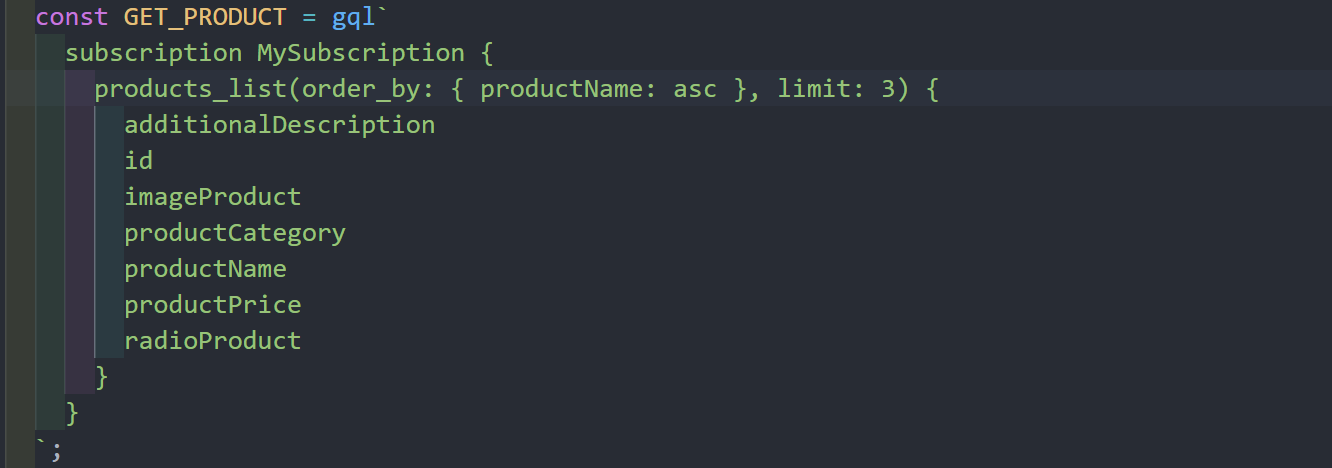 const GET_PRODUCT = gql`
subscription MySubscription {
products_list(order_by: { productName: asc }, limit: 3) {
additionalDescription
id
imageProduct
productCategory
productName
productPrice
radioProduct
}
}
`;